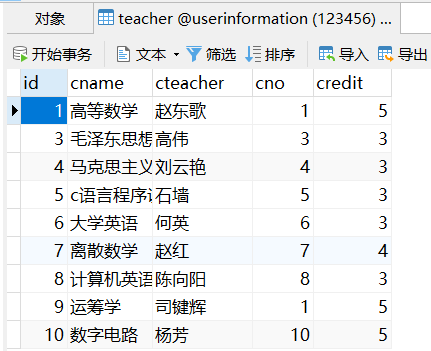 对象 teacher @userinformation (123456) ...
开始事务 文本 筛选 排序 导入 导出
id cname cteacher cno credit
1 高等数学 赵东歌 1 5
3 毛泽东思想 高伟 3 3
4 马克思主义 刘云艳 4 3
5 c语言程序 石墙 5 3
6 大学英语 何英 6 3
7 离散数学 赵红 7 4
8 计算机英语 陈向阳 8 3
9 运筹学 司键辉 1 5
10 数字电路 杨芳 10 5